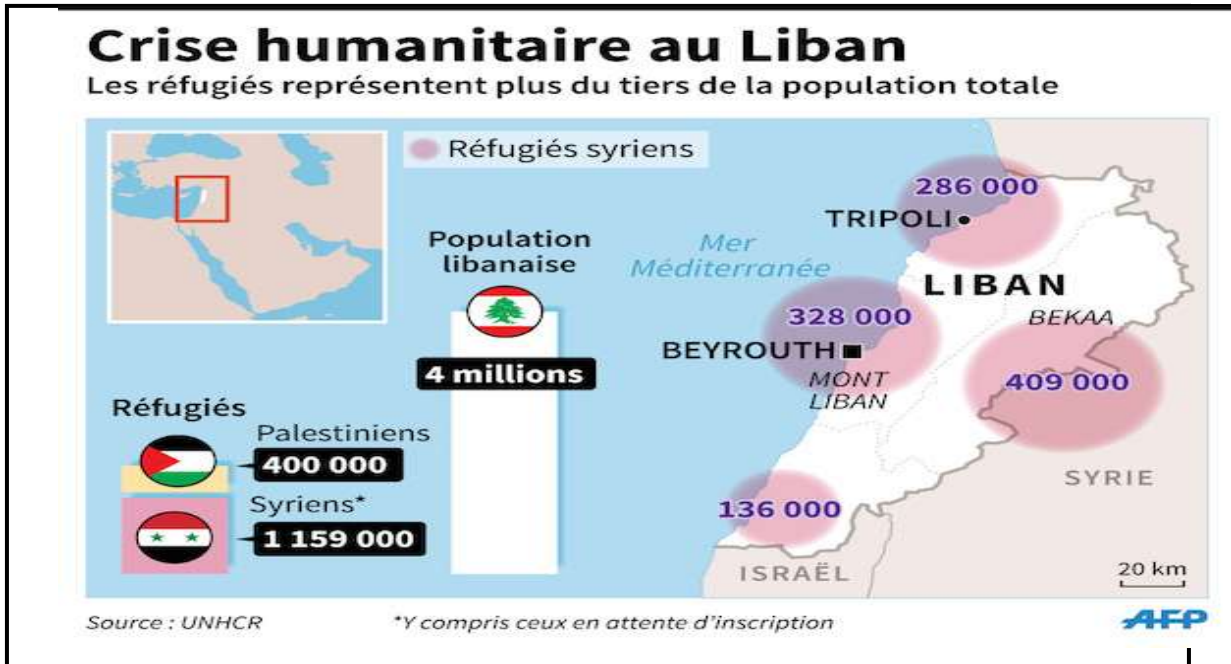 Crise humanitaire au Liban
Les réfugiés représentent plus du tiers de la population totale
Réfugiés syriens
286 000
TRIPOLI
Mer
Méditerranée
Population
libanaise
LIBAN
BEKAA
328 000
BEYROUTH
4 millions
MONT
LIBAN
409 000
Réfugiés
Palestiniens
400 000
SYRIE
Syriens*
1 159 000
136 000
ISRAËL
20 km
Source : UNHCR
*Y compris ceux en attente d'inscription
AFP